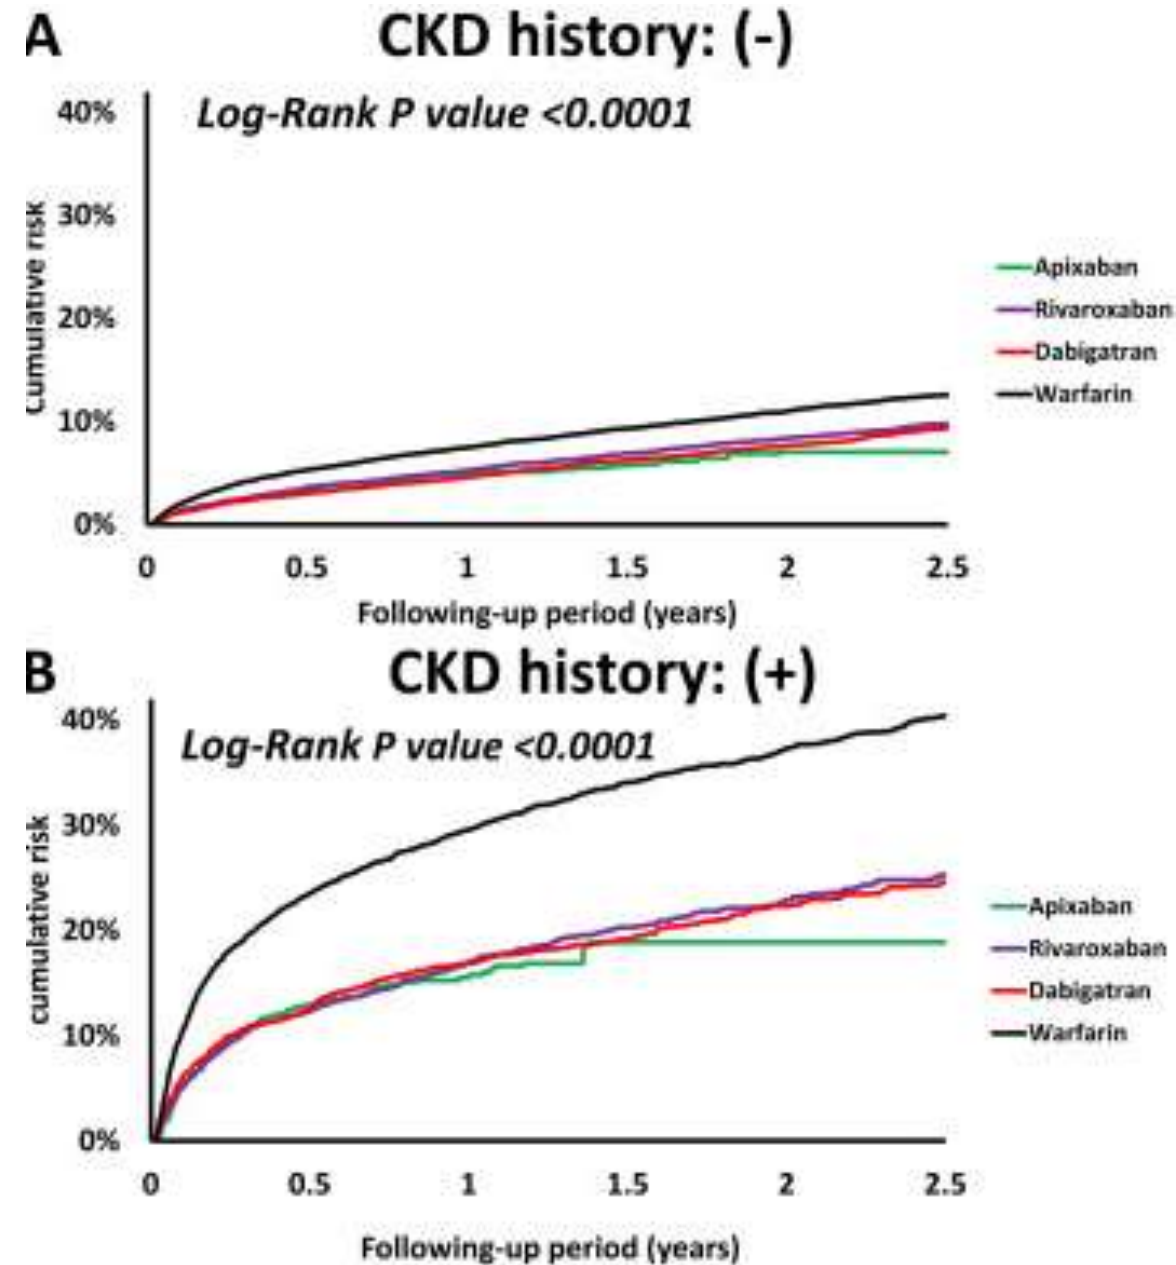 A
CKD history: (-)
Log-Rank P value <0.0001
40%
30%
20%
10%
0%
Cumulative risk
0
0.5
1
1.5
2
2.5
Following-up period (years)
Apixaban
Rivaroxaban
Dabigatran
Warfarin
B
CKD history: (+)
Log-Rank P value <0.0001
40%
30%
20%
10%
0%
cumulative risk
0
0.5
1
1.5
2
2.5
Following-up period (years)
Apixaban
Rivaroxaban
Dabigatran
Warfarin